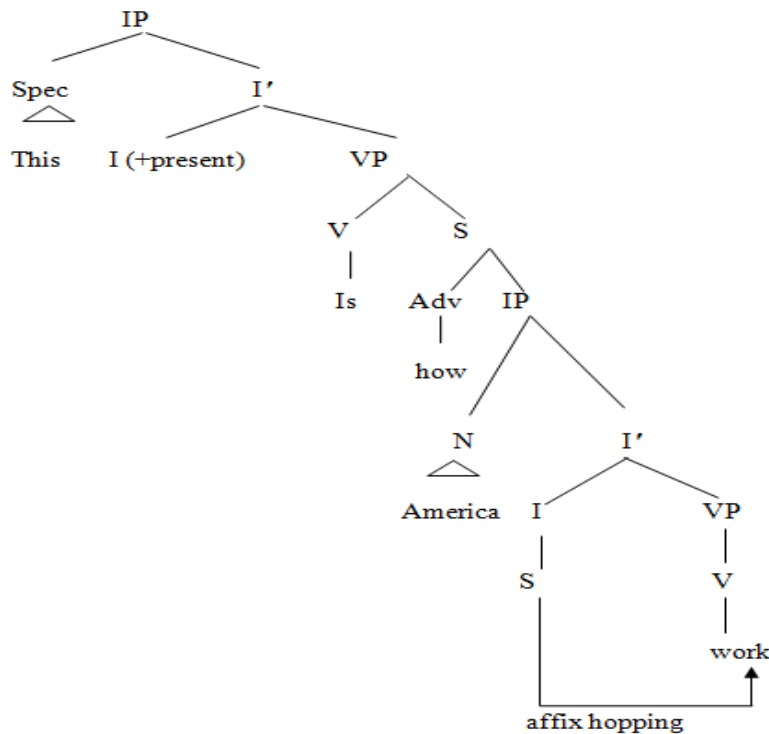 IP
Spec I′
This I (+present) VP
V S
Is Adv IP
how
N I′
America I VP
S V
work
affix hopping